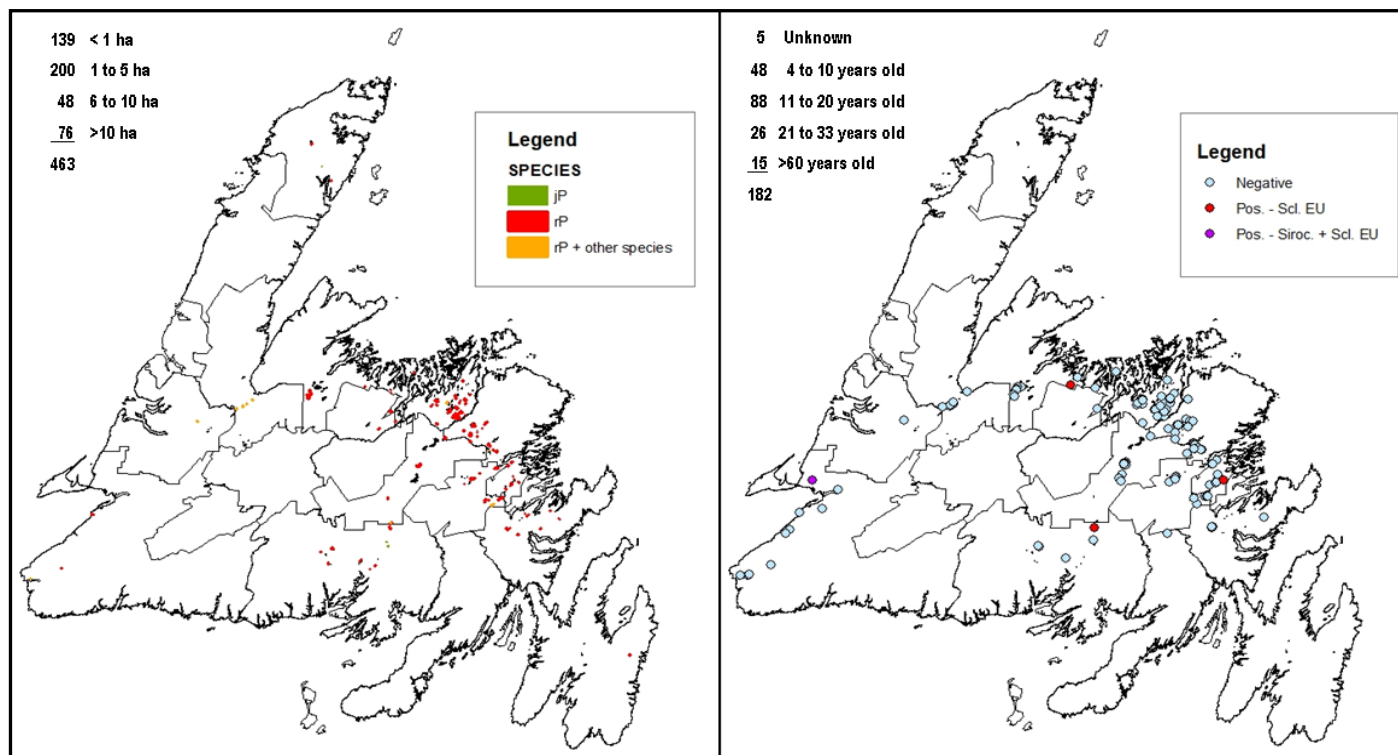 139 < 1 ha
200 1 to 5 ha
48 6 to 10 ha
76 >10 ha
463
Legend
SPECIES
jP
rP
rP + other species
5 Unknown
48 4 to 10 years old
88 11 to 20 years old
26 21 to 33 years old
15 >60 years old
182
Legend
Negative
Pos. - Scl. EU
Pos. - Siroc. + Scl. EU